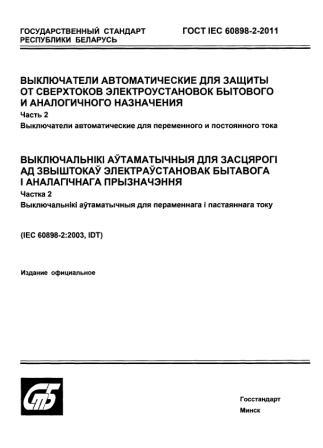 ГОСУДАРСТВЕННЫЙ СТАНДАРТ
РЕСПУБЛИКИ БЕЛАРУСЬ
ГОСТ IEC 60898-2-2011
ВЫКЛЮЧАТЕЛИ АВТОМАТИЧЕСКИЕ ДЛЯ ЗАЩИТЫ
ОТ СВЕРХТОКОВ ЭЛЕКТРОУСТАНОВОК БЫТОВОГО
И АНАЛОГИЧНОГО НАЗНАЧЕНИЯ
Часть 2
Выключатели автоматические для переменного и постоянного тока
ВЫКЛЮЧАЛЬНІКІ АЎТАМАТЫЧНЫЯ ДЛЯ ЗАСЦЯРОГІ
АД ЗВЫШТОКАЎ ЭЛЕКТРАЎСТАНОВАК БЫТАВОГА
І АНАЛАГІЧНАГА ПРЫЗНАЧЭННЯ
Частка 2
Выключальнікі аўтаматычныя для пераменнага і пастаяннага току
(IEC 60898-2:2003, IDT)
Издание официальное
СТБ
Госстандарт
Минск